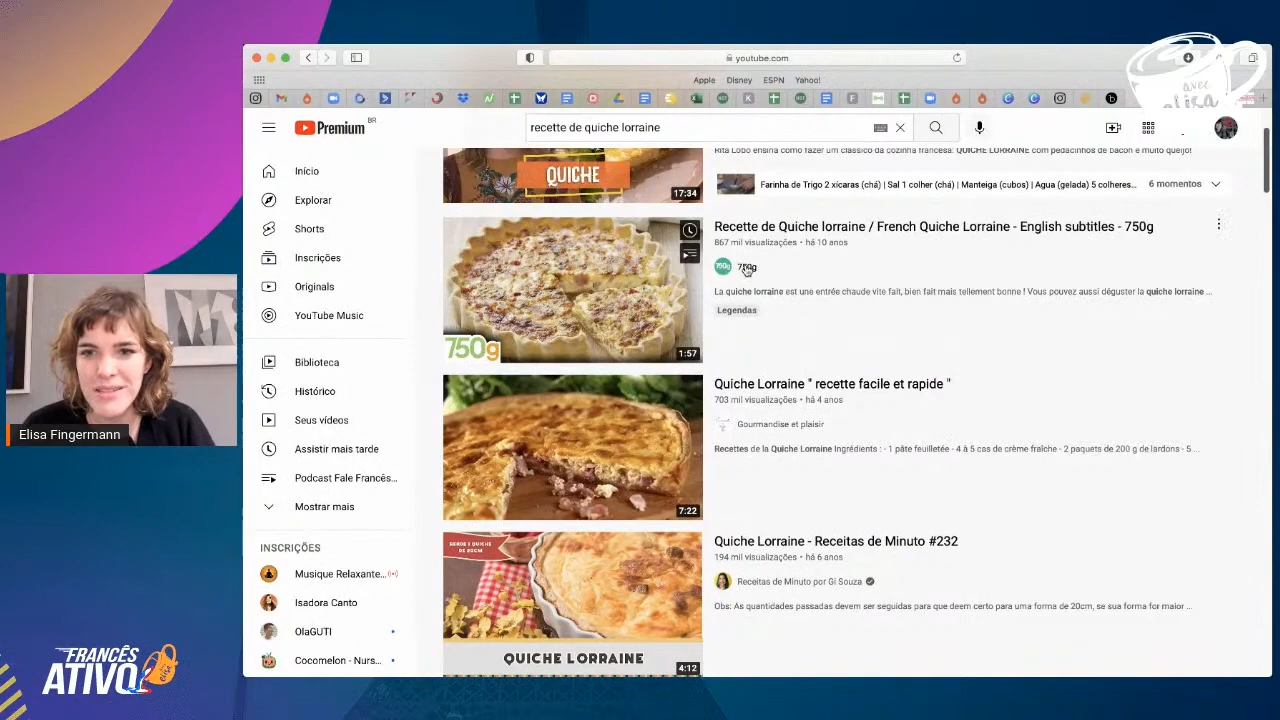 youtube.com
Apple Disney ESPN Yahoo!
avec
elisa
Premium BR
recette de quiche lorraine
Início
Explorar
Shorts
Inscrições
Originals
YouTube Music
Biblioteca
Histórico
Seus vídeos
Assistir mais tarde
Podcast Fale Francês...
Mostrar mais
INSCRIÇÕES
Musique Relaxante...
Isadora Canto
OlaGUTI
Cocomelon - Nurs...
QUICHE
17:34
Rita Lobo ensina como fazer um clássico da cozinha francesa: QUICHE LORRAINE com pedacinhos de bacon e muito queijo!
Farinha de Trigo 2 xícaras (chá) | Sal 1 colher (chá) | Manteiga (cubos) | Água (gelada) 5 colheres...
6 momentos
750g
1:57
Recette de Quiche lorraine / French Quiche Lorraine - English subtitles - 750g
867 mil visualizações • há 10 anos
750g 750g
La quiche lorraine est une entrée chaude vite fait, bien fait mais tellement bonne ! Vous pouvez aussi déguster la quiche lorraine ...
Legendas
7:22
Quiche Lorraine " recette facile et rapide "
703 mil visualizações • há 4 anos
Gourmandise et plaisir
Recettes de la Quiche Lorraine Ingrédients : - 1 pâte feuilletée - 4 à 5 cas de crème fraîche - 2 paquets de 200 g de lardons - 5 ...
RENDE 1 QUICHE
DE 20CM
QUICHE LORRAINE
4:12
Quiche Lorraine - Receitas de Minuto #232
194 mil visualizações • há 6 anos
Receitas de Minuto por Gi Souza
Obs: As quantidades passadas devem ser seguidas para que deem certo para uma forma de 20cm, se sua forma for maior ...
Elisa Fingermann
FRANCÊS
ATIVO